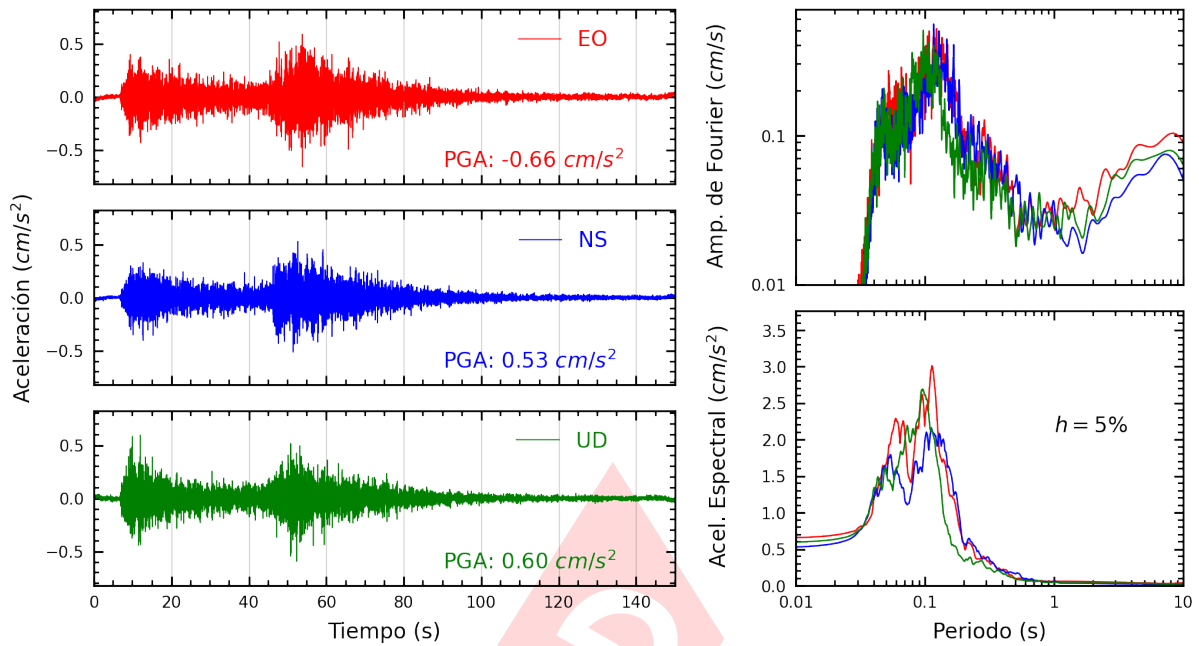 Aceleración (cm/s²)
0.5
0.0
−0.5
EO
PGA: -0.66 cm/s²
0.5
0.0
−0.5
NS
PGA: 0.53 cm/s²
0.5
0.0
−0.5
UD
PGA: 0.60 cm/s²
0 20 40 60 80 100 120 140
Tiempo (s)
Amp. de Fourier (cm/s)
0.1
0.01
Acel. Espectral (cm/s²)
3.5
3.0
2.5
2.0
1.5
1.0
0.5
0.0
h = 5%
0.01 0.1 1 10
Periodo (s)